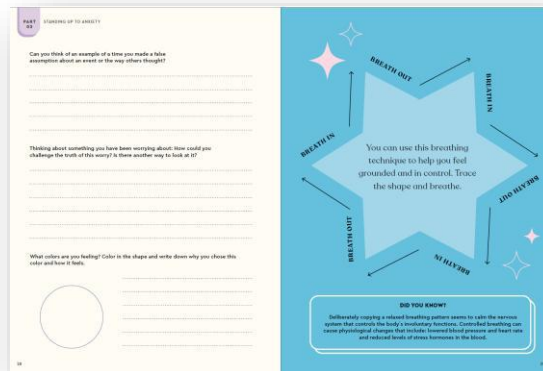 PART
03
STANDING UP TO ANXIETY
Can you think of an example of a time you made a false
assumption about an event or the way others thought?
Thinking about something you have been worrying about: How could you
challenge the truth of this worry? Is there another way to look at it?
What colors are you feeling? Color in the shape and write down why you chose this
color and how it feels.
BREATH OUT
BREATH IN
BREATH OUT
BREATH IN
BREATH OUT
BREATH IN
You can use this breathing
technique to help you feel
grounded and in control. Trace
the shape and breathe.
DID YOU KNOW?
Deliberately copying a relaxed breathing pattern seems to calm the nervous
system that controls the body's involuntary functions. Controlled breathing can
cause physiological changes that include: lowered blood pressure and heart rate
and reduced levels of stress hormones in the blood.